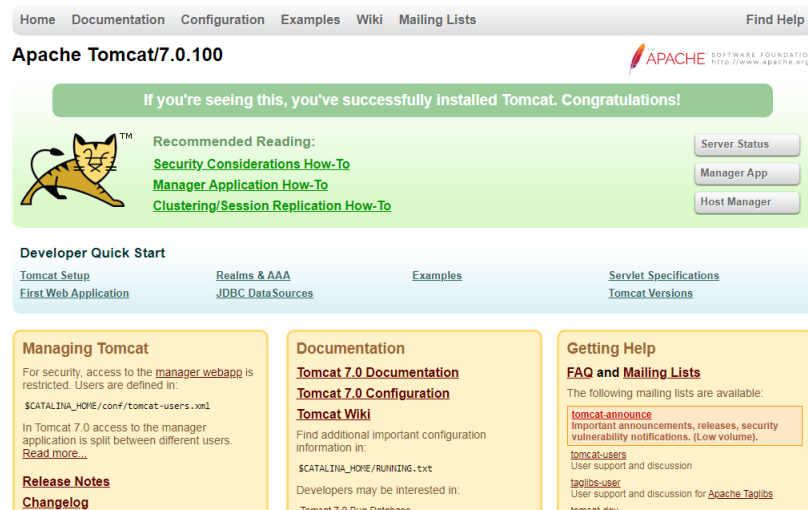 Home Documentation Configuration Examples Wiki Mailing Lists Find Help
Apache Tomcat/7.0.100
THE
APACHE SOFTWARE FOUNDATIO
http://www.apache.org
If you're seeing this, you've successfully installed Tomcat. Congratulations!
TM
Recommended Reading:
Security Considerations How-To
Manager Application How-To
Clustering/Session Replication How-To
Server Status
Manager App
Host Manager
Developer Quick Start
Tomcat Setup
First Web Application
Realms & AAA
JDBC DataSources
Examples
Servlet Specifications
Tomcat Versions
Managing Tomcat
For security, access to the manager webapp is
restricted. Users are defined in:
$CATALINA_HOME/conf/tomcat-users.xml
In Tomcat 7.0 access to the manager
application is split between different users.
Read more...
Release Notes
Changelog
Documentation
Tomcat 7.0 Documentation
Tomcat 7.0 Configuration
Tomcat Wiki
Find additional important configuration
information in:
$CATALINA_HOME/RUNNING.txt
Developers may be interested in:
Tomcat 7.0 Bug Database
Getting Help
FAQ and Mailing Lists
The following mailing lists are available:
tomcat-announce
Important announcements, releases, security
vulnerability notifications. (Low volume).
tomcat-users
User support and discussion
taglibs-user
User support and discussion for Apache Taglibs
tomcat-dev